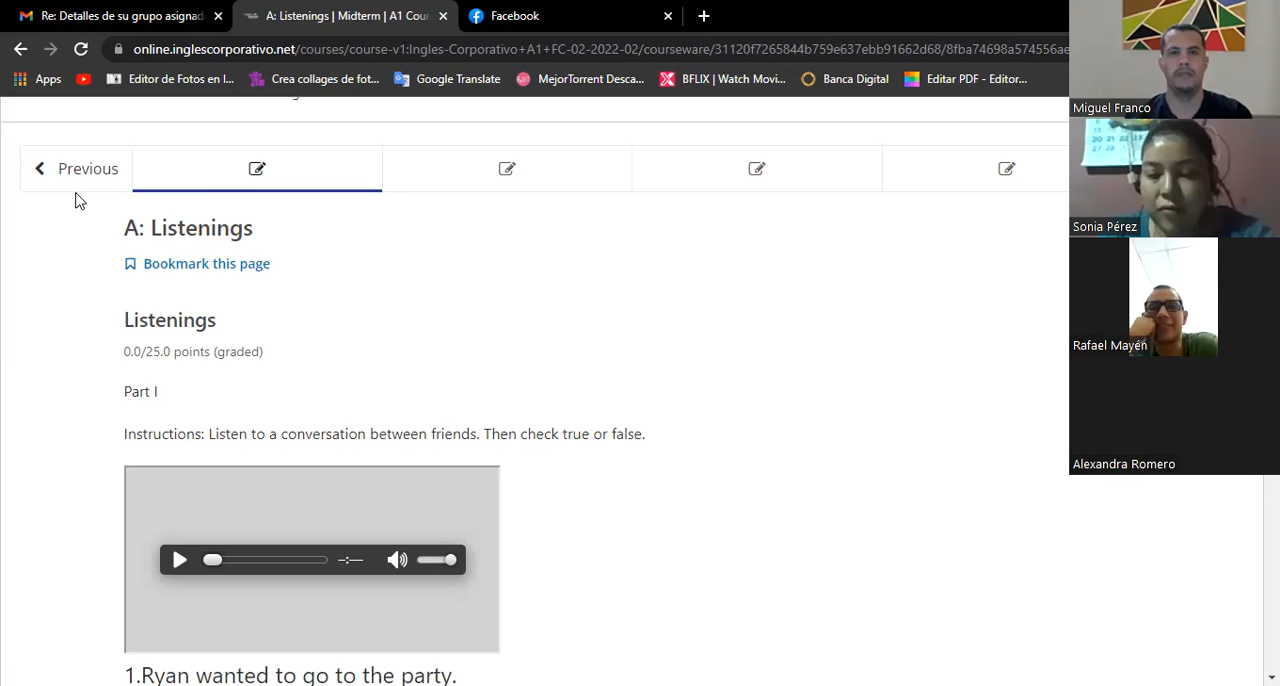 Re: Detalles de su grupo asignad
A: Listenings | Midterm | A1 Cour
Facebook
online.inglescorporativo.net/courses/course-v1:Ingles-Corporativo+A1+FC-02-2022-02/courseware/31120f7265844b759e637ebb91662d68/8fba74698a574556ae
Apps
Editor de Fotos en l...
Crea collages de fot...
Google Translate
MejorTorrent Desca...
BFLIX | Watch Movi...
Banca Digital
Editar PDF - Editor...
Miguel Franco
Previous
Sonia Pérez
A: Listenings
Bookmark this page
Listenings
0.0/25.0 points (graded)
Rafael Mayén
Part I
Instructions: Listen to a conversation between friends. Then check true or false.
Alexandra Romero
1.Ryan wanted to go to the party.